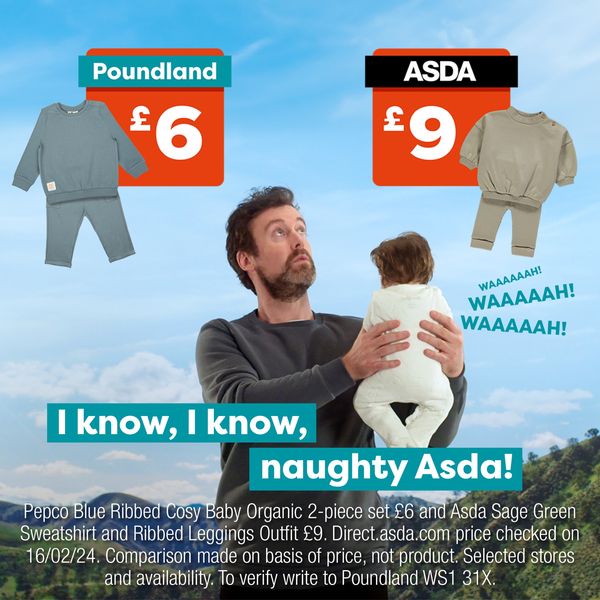 Poundland
£6
ASDA
£9
WAAAAAAH!
WAAAAAH!
WAAAAAH!
I know, I know,
naughty Asda!
Pepco Blue Ribbed Cosy Baby Organic 2-piece set £6 and Asda Sage Green
Sweatshirt and Ribbed Leggings Outfit £9. Direct.asda.com price checked on
16/02/24. Comparison made on basis of price, not product. Selected stores
and availability. To verify write to Poundland WS1 31X.